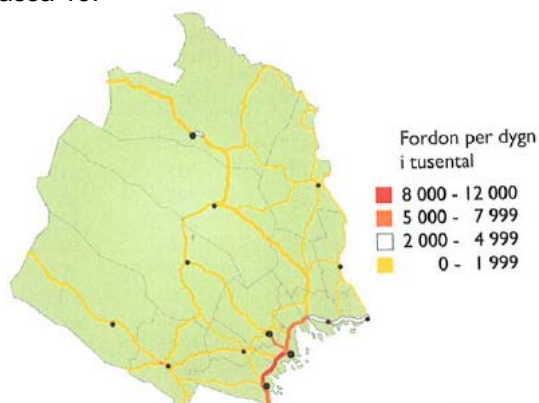 Fordon per dygn
i tusental
8 000 - 12 000
5 000 - 7 999
2 000 - 4 999
0 - 1 999